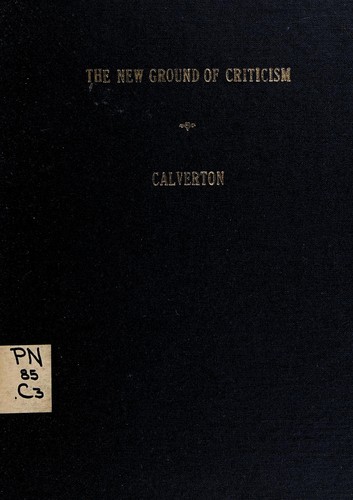 THE NEW GROUND OF CRITICISM
CALVERTON
PN
85
.C3